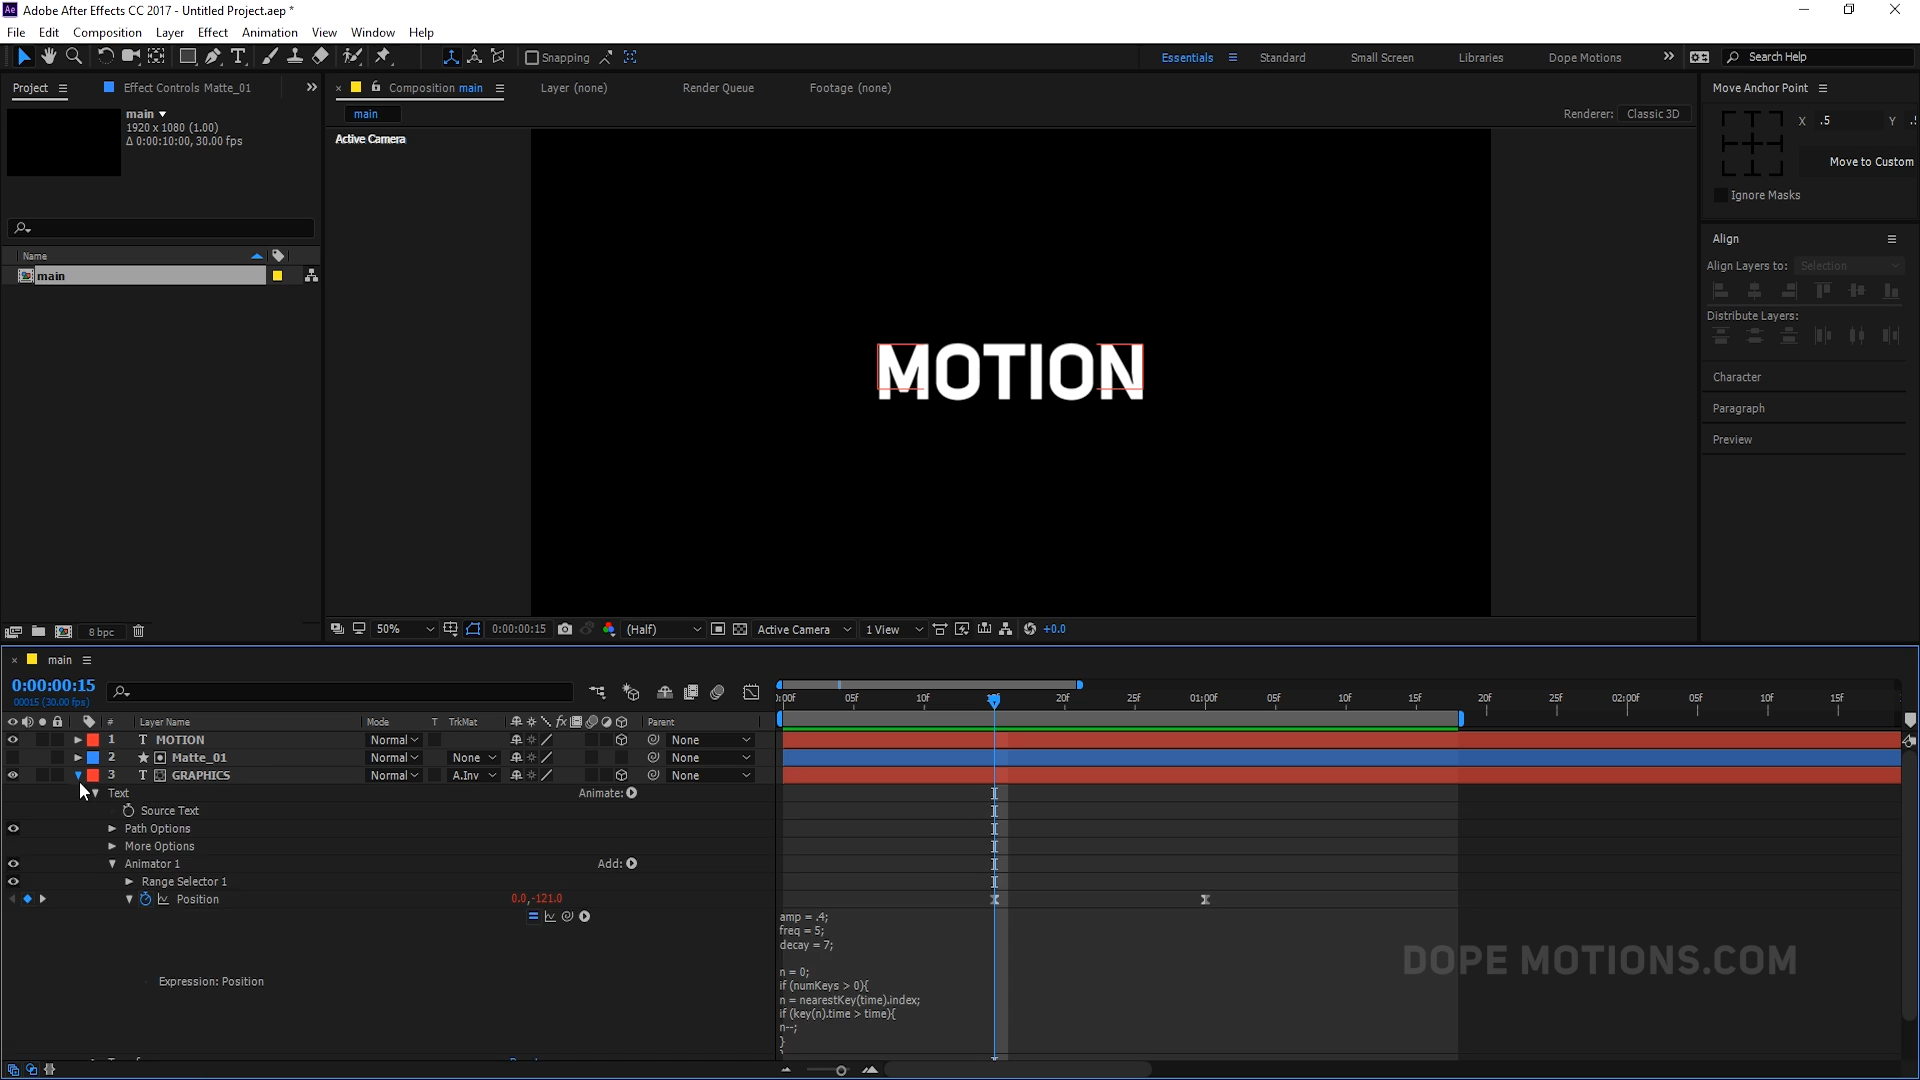 Ae Adobe After Effects CC 2017 - Untitled Project.aep *
File Edit Composition Layer Effect Animation View Window Help
Snapping Essentials Standard Small Screen Libraries Dope Motions Search Help
Project Effect Controls Matte_01 Composition main Layer (none) Render Queue Footage (none) Move Anchor Point
main
1920 x 1080 (1.00)
Δ 0:00:10:00, 30.00 fps
main Renderer: Classic 3D
X .5 Y
Active Camera
Move to Custom
Ignore Masks
Align
Name
Align Layers to: Selection
main
Distribute Layers:
MOTION
Character
Paragraph
Preview
8 bpc 50% 0:00:00:15 (Half) Active Camera 1 View +0.0
main
0:00:00:15
00015 (30.00 fps)
:00f 05f 10f 20f 25f 01:00f 05f 10f 15f 20f 25f 02:00f 05f 10f 15f
# Layer Name Mode T TrkMat fx Parent
1 T MOTION Normal None
2 Matte_01 None None
3 T GRAPHICS Normal A.Inv None
Text Animate:
Source Text
Path Options
More Options
Animator 1 Add:
Range Selector 1
Position 0.0,-121.0
Expression: Position
amp = .4;
freq = 5;
decay = 7;
n = 0;
if (numKeys > 0){
n = nearestKey(time).index;
if (key(n).time > time){
n--;
}
DOPE MOTIONS.COM